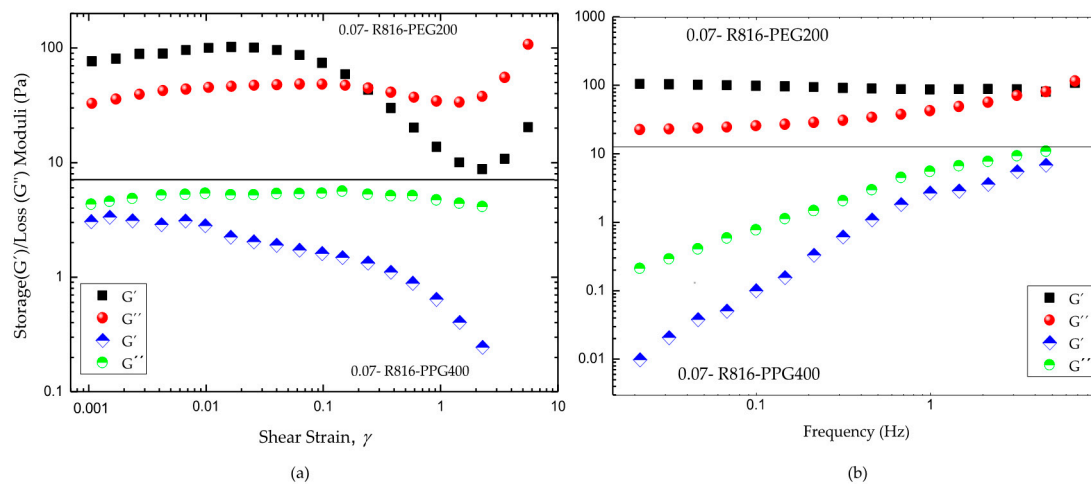 0.07- R816-PEG200
100
10
1
0.1
Storage(G′)/Loss (G″) Moduli (Pa)
G′
G′′
G′
G´´
0.07- R816-PPG400
0.001
0.01
0.1
1
10
Shear Strain, γ
(a)
1000
0.07- R816-PEG200
100
10
1
0.1
0.01
G′
G′′
G′
G´´
0.07- R816-PPG400
0.1
1
Frequency (Hz)
(b)